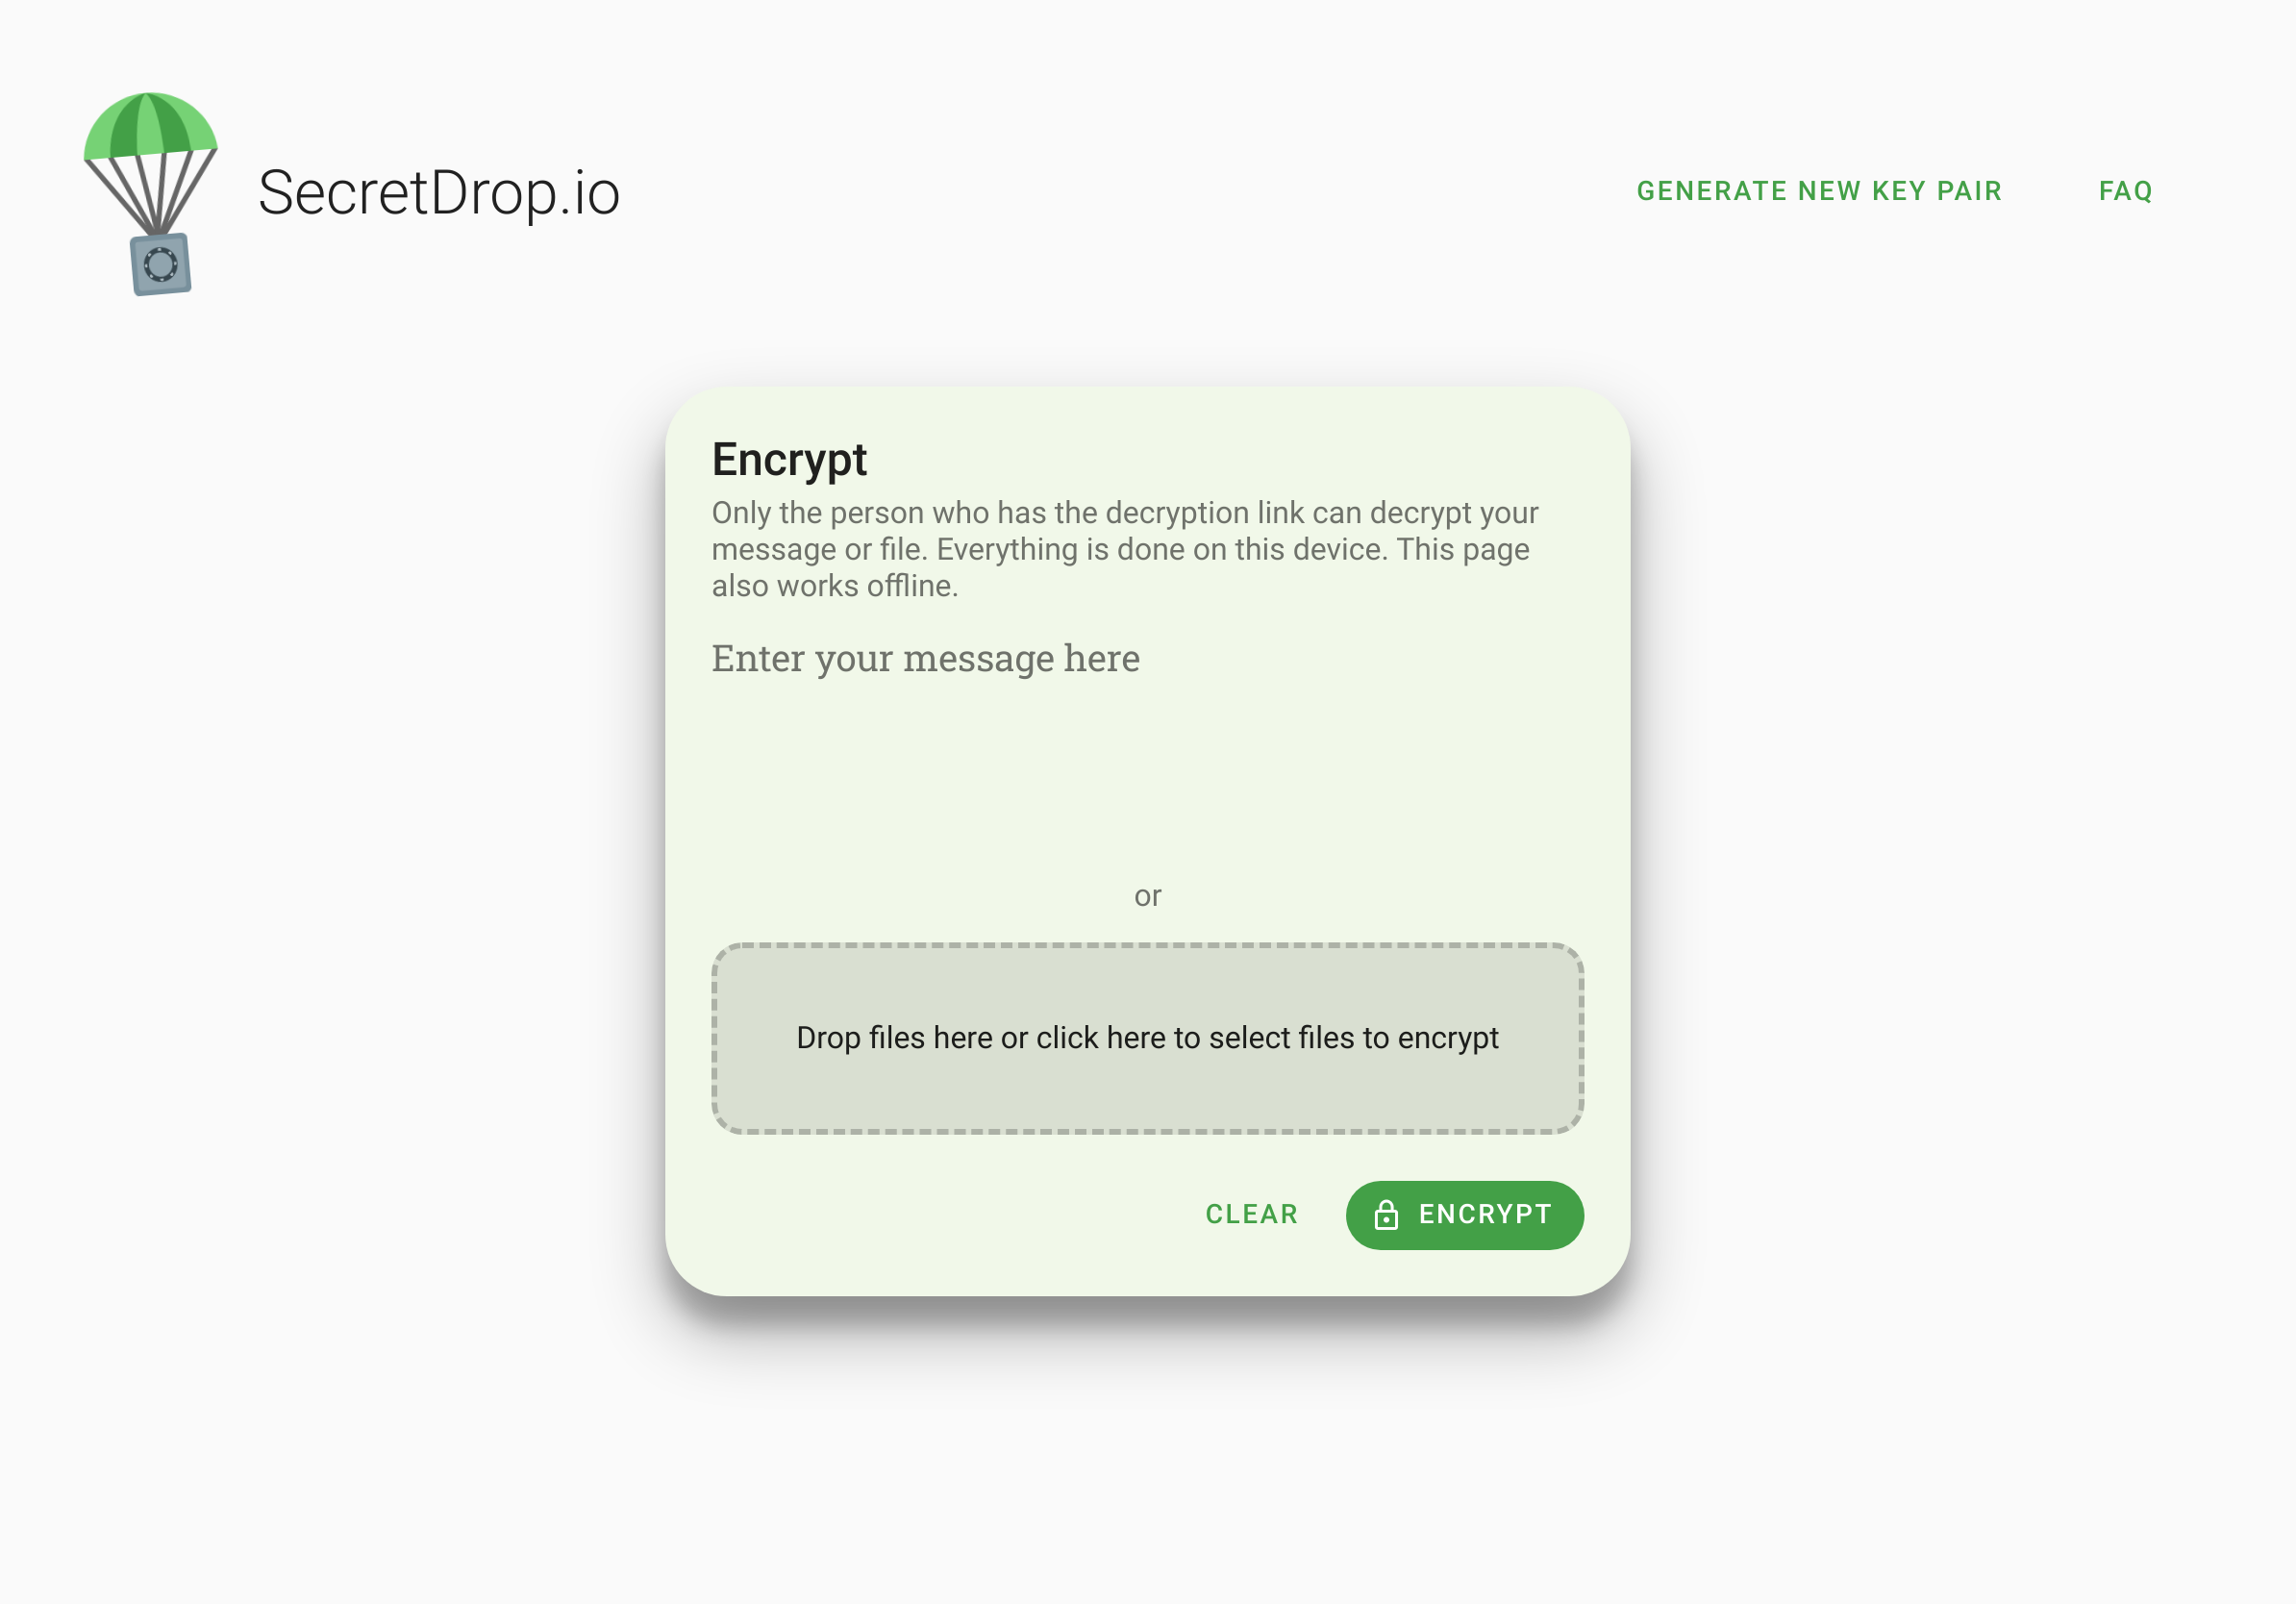 SecretDrop.io
GENERATE NEW KEY PAIR
FAQ
Encrypt
Only the person who has the decryption link can decrypt your
message or file. Everything is done on this device. This page
also works offline.
Enter your message here
or
Drop files here or click here to select files to encrypt
CLEAR
ENCRYPT